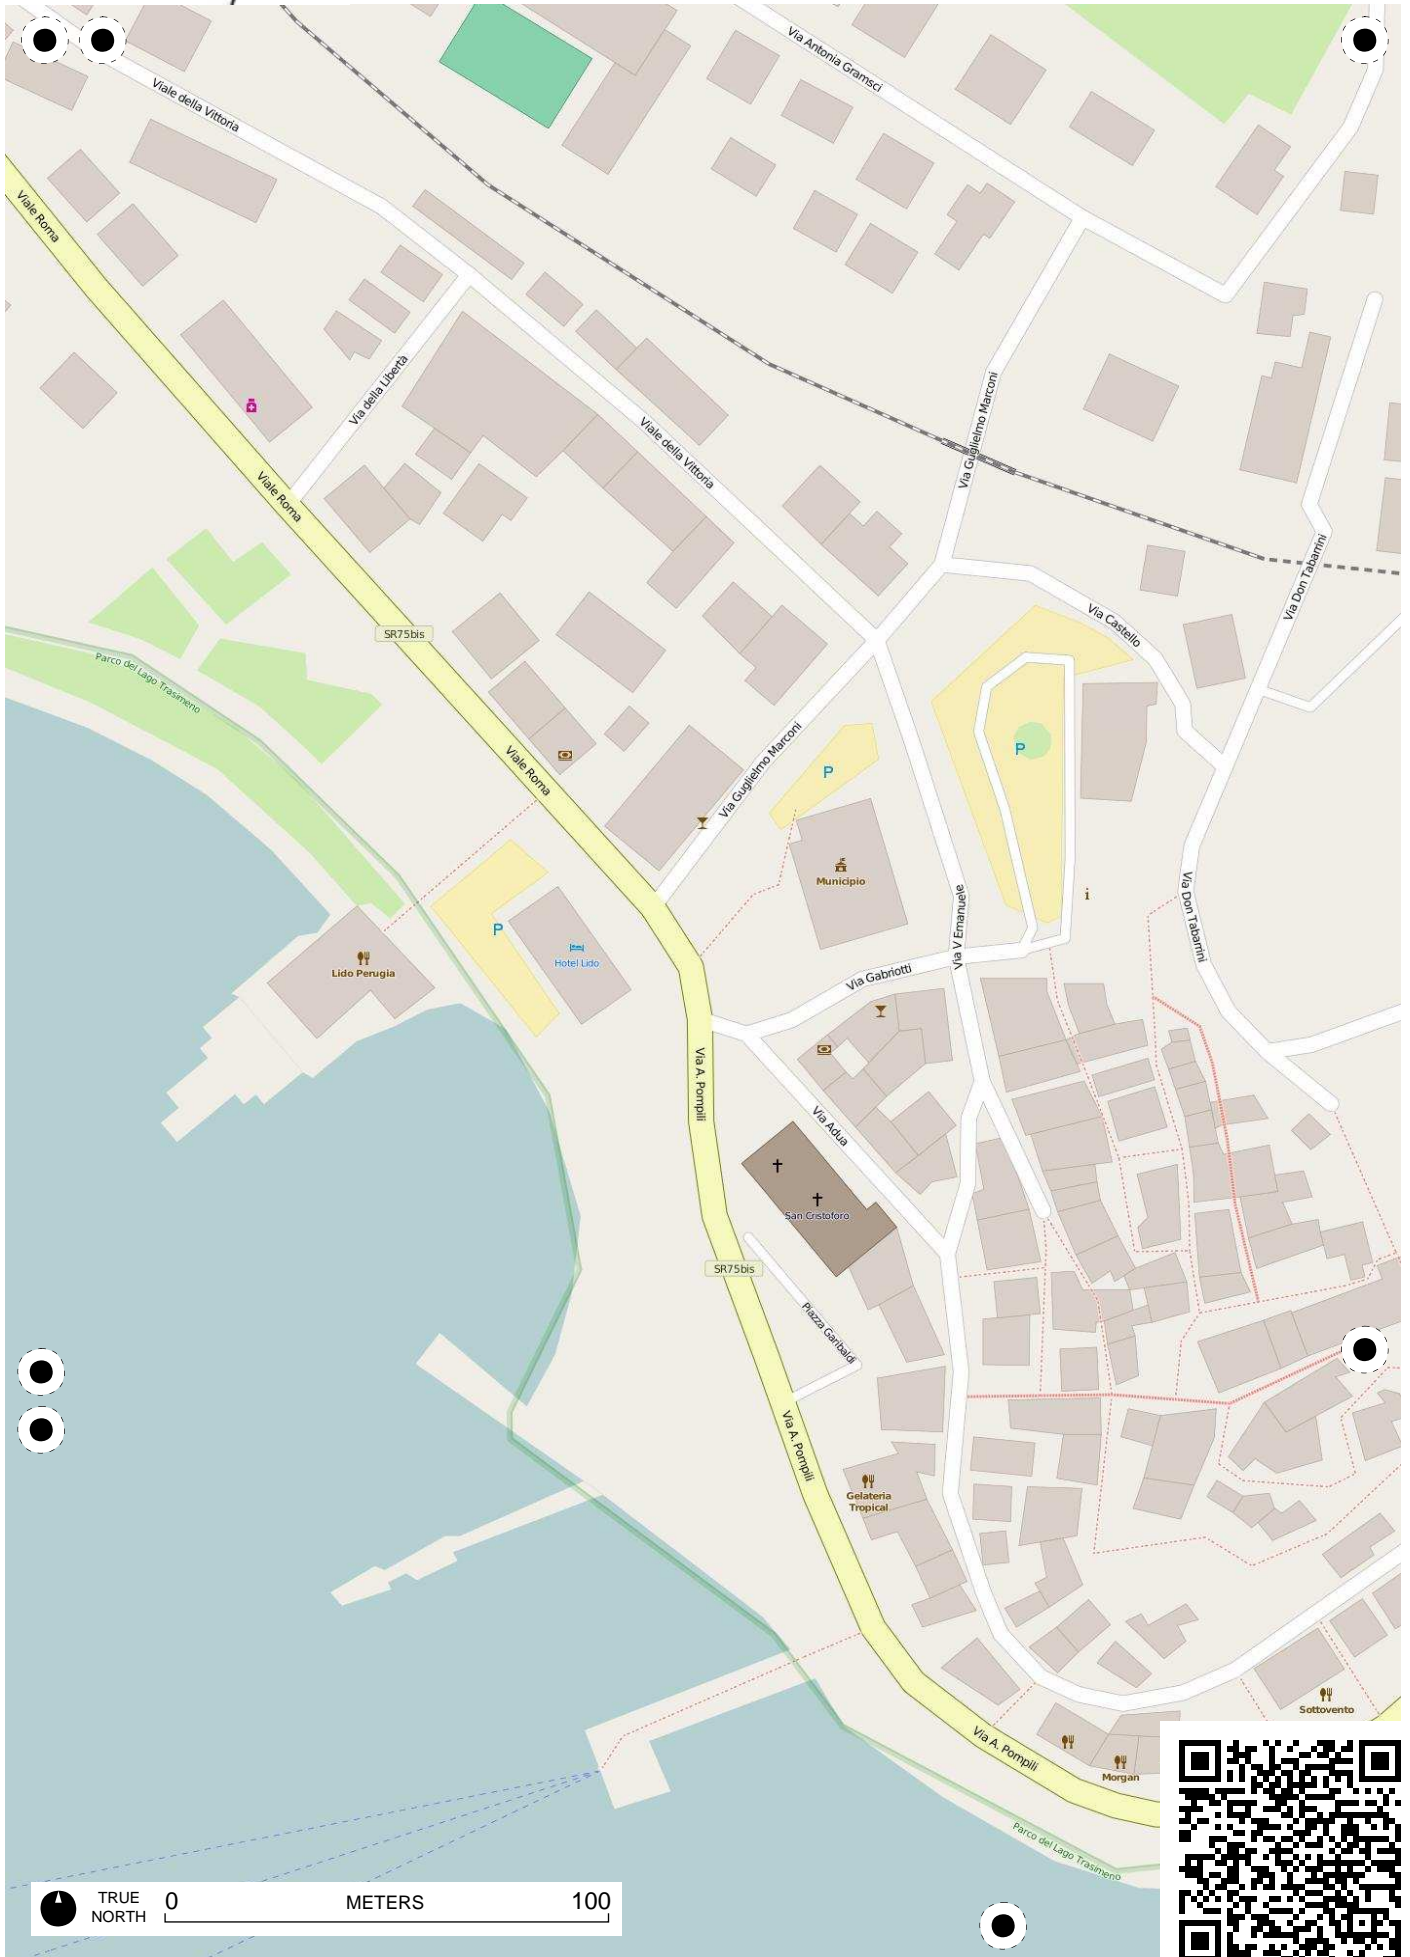 Via Antonia Gramsci
Viale della Vittoria
Viale Roma
Via della Libertà
Via Guglielmo Marconi
Viale della Vittoria
Viale Roma
Via Don Tabarrini
Via Castello
SR75bis
Parco del Lago Trasimeno
Viale Roma
Via Guglielmo Marconi
P
P
Municipio
i
Via V Emanuele
Via Don Tabarrini
P
Hotel Lido
Lido Perugia
Via Gabriotti
Via A. Pompili
Via Adua
San Cristoforo
SR75bis
Piazza Garibaldi
Via A. Pompili
Gelateria
Tropical
Sottovento
Via A. Pompili
Morgan
Parco del Lago Trasimeno
TRUE
NORTH
0 METERS 100